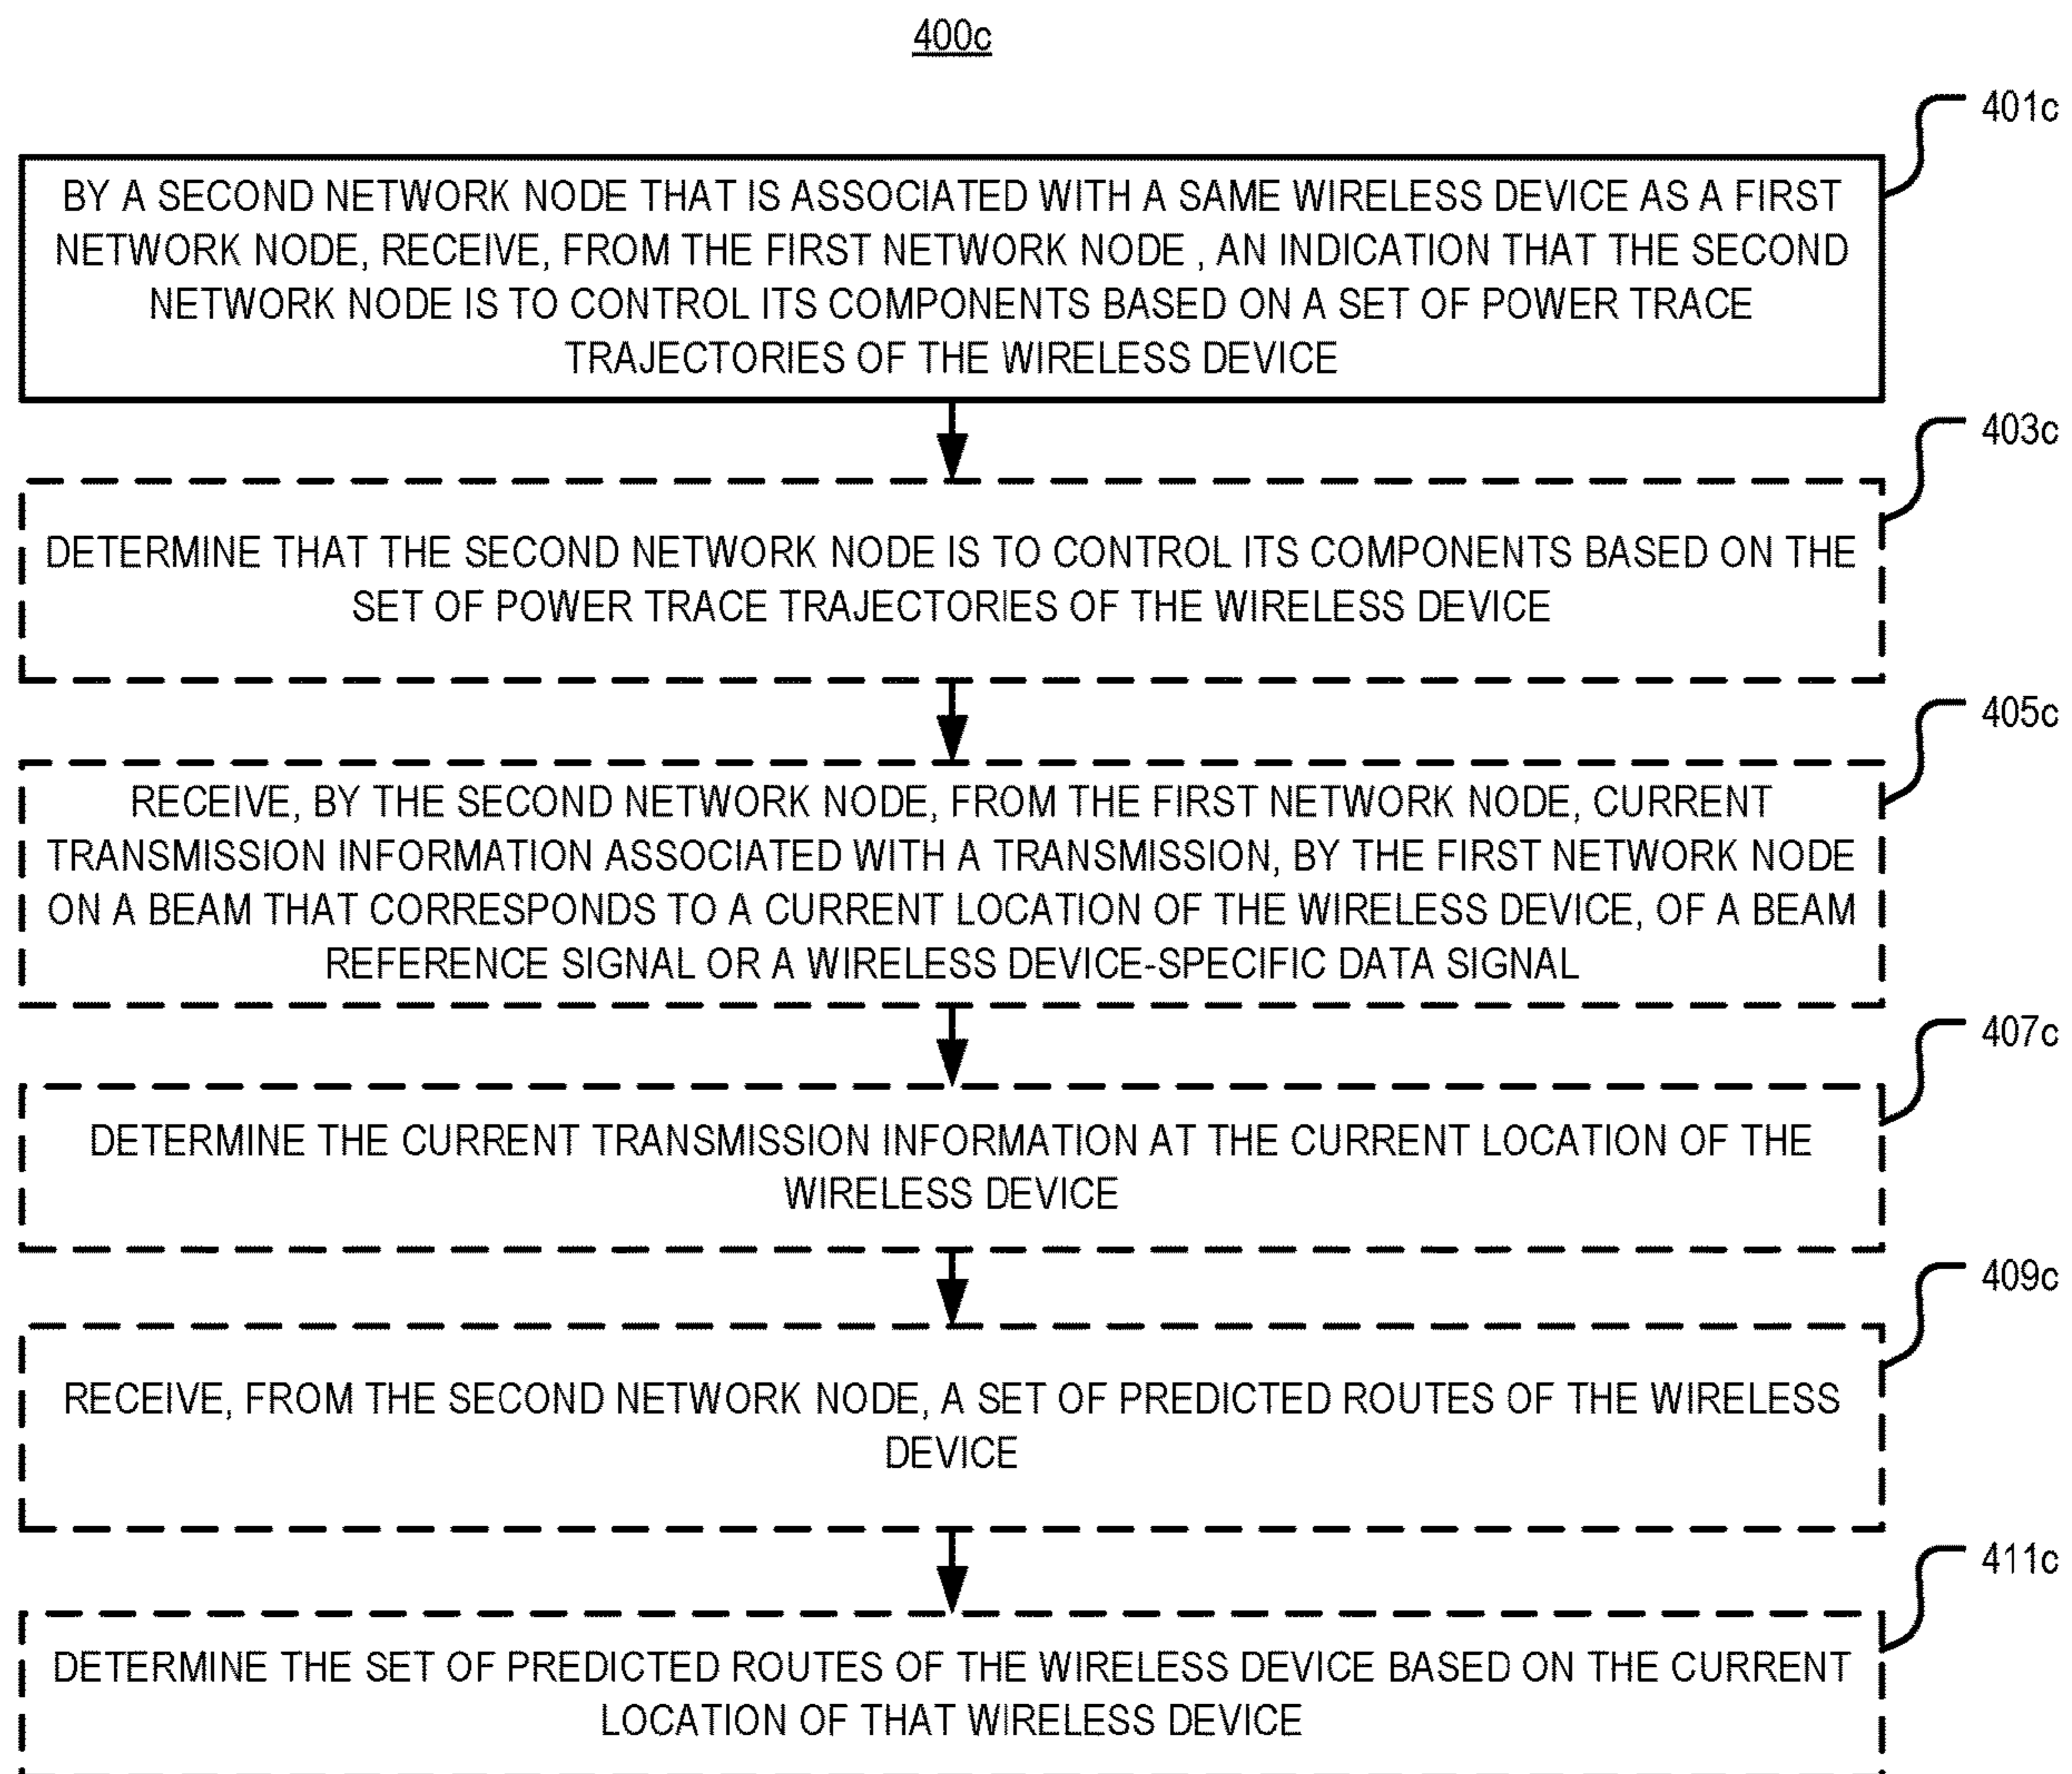 400c
401c
BY A SECOND NETWORK NODE THAT IS ASSOCIATED WITH A SAME WIRELESS DEVICE AS A FIRST
NETWORK NODE, RECEIVE, FROM THE FIRST NETWORK NODE , AN INDICATION THAT THE SECOND
NETWORK NODE IS TO CONTROL ITS COMPONENTS BASED ON A SET OF POWER TRACE
TRAJECTORIES OF THE WIRELESS DEVICE
403c
DETERMINE THAT THE SECOND NETWORK NODE IS TO CONTROL ITS COMPONENTS BASED ON THE
SET OF POWER TRACE TRAJECTORIES OF THE WIRELESS DEVICE
405c
RECEIVE, BY THE SECOND NETWORK NODE, FROM THE FIRST NETWORK NODE, CURRENT
TRANSMISSION INFORMATION ASSOCIATED WITH A TRANSMISSION, BY THE FIRST NETWORK NODE
ON A BEAM THAT CORRESPONDS TO A CURRENT LOCATION OF THE WIRELESS DEVICE, OF A BEAM
REFERENCE SIGNAL OR A WIRELESS DEVICE-SPECIFIC DATA SIGNAL
407c
DETERMINE THE CURRENT TRANSMISSION INFORMATION AT THE CURRENT LOCATION OF THE
WIRELESS DEVICE
409c
RECEIVE, FROM THE SECOND NETWORK NODE, A SET OF PREDICTED ROUTES OF THE WIRELESS
DEVICE
411c
DETERMINE THE SET OF PREDICTED ROUTES OF THE WIRELESS DEVICE BASED ON THE CURRENT
LOCATION OF THAT WIRELESS DEVICE